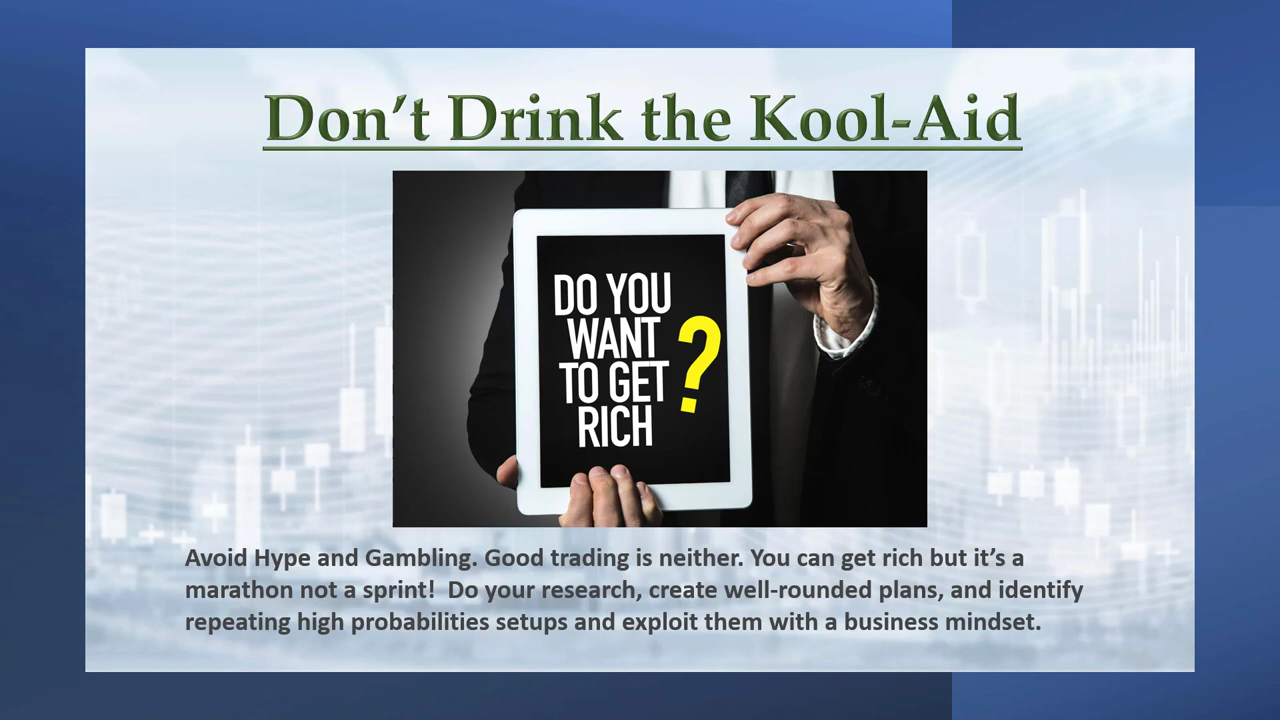 Don’t Drink the Kool-Aid
DO YOU
WANT
TO GET
RICH
?
Avoid Hype and Gambling. Good trading is neither. You can get rich but it’s a
marathon not a sprint!  Do your research, create well-rounded plans, and identify
repeating high probabilities setups and exploit them with a business mindset.